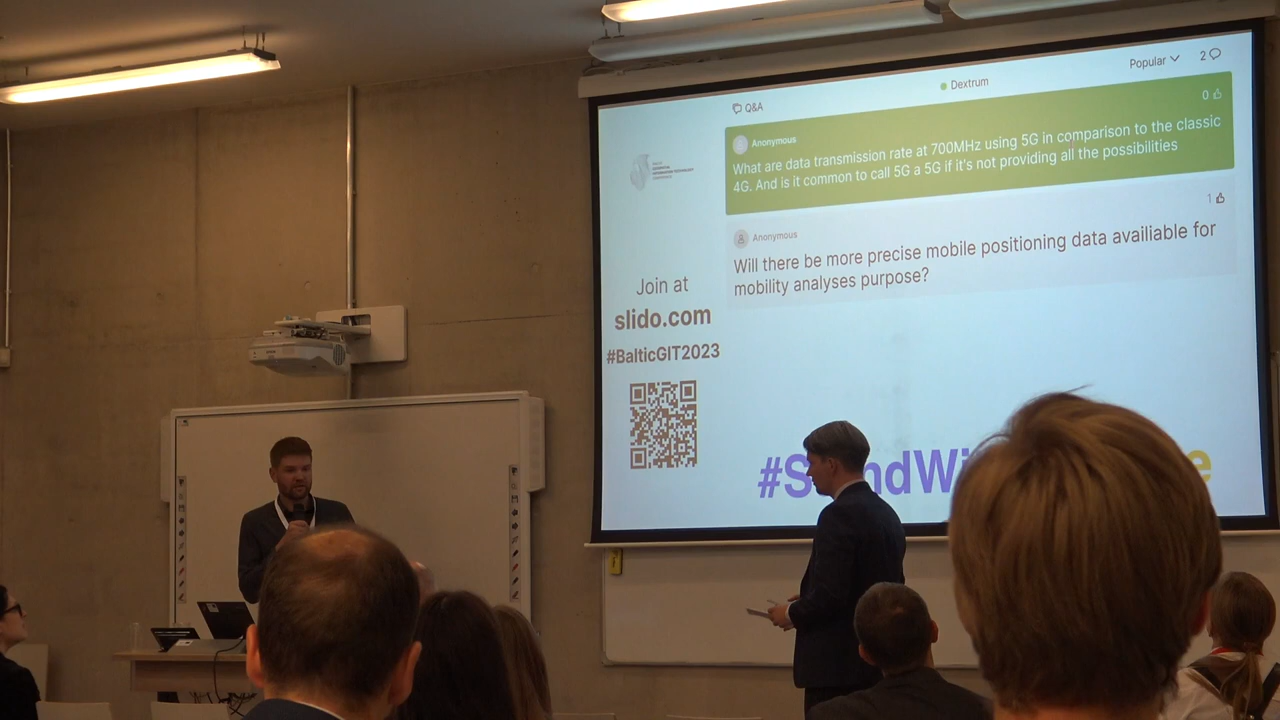 Popular 2
Q&A
Dextrum
0
Anonymous
What are data transmission rate at 700MHz using 5G in comparison to the classic
4G. And is it common to call 5G a 5G if it's not providing all the possibilities
1
Anonymous
Will there be more precise mobile positioning data availiable for
mobility analyses purpose?
Join at
slido.com
#BalticGIT2023